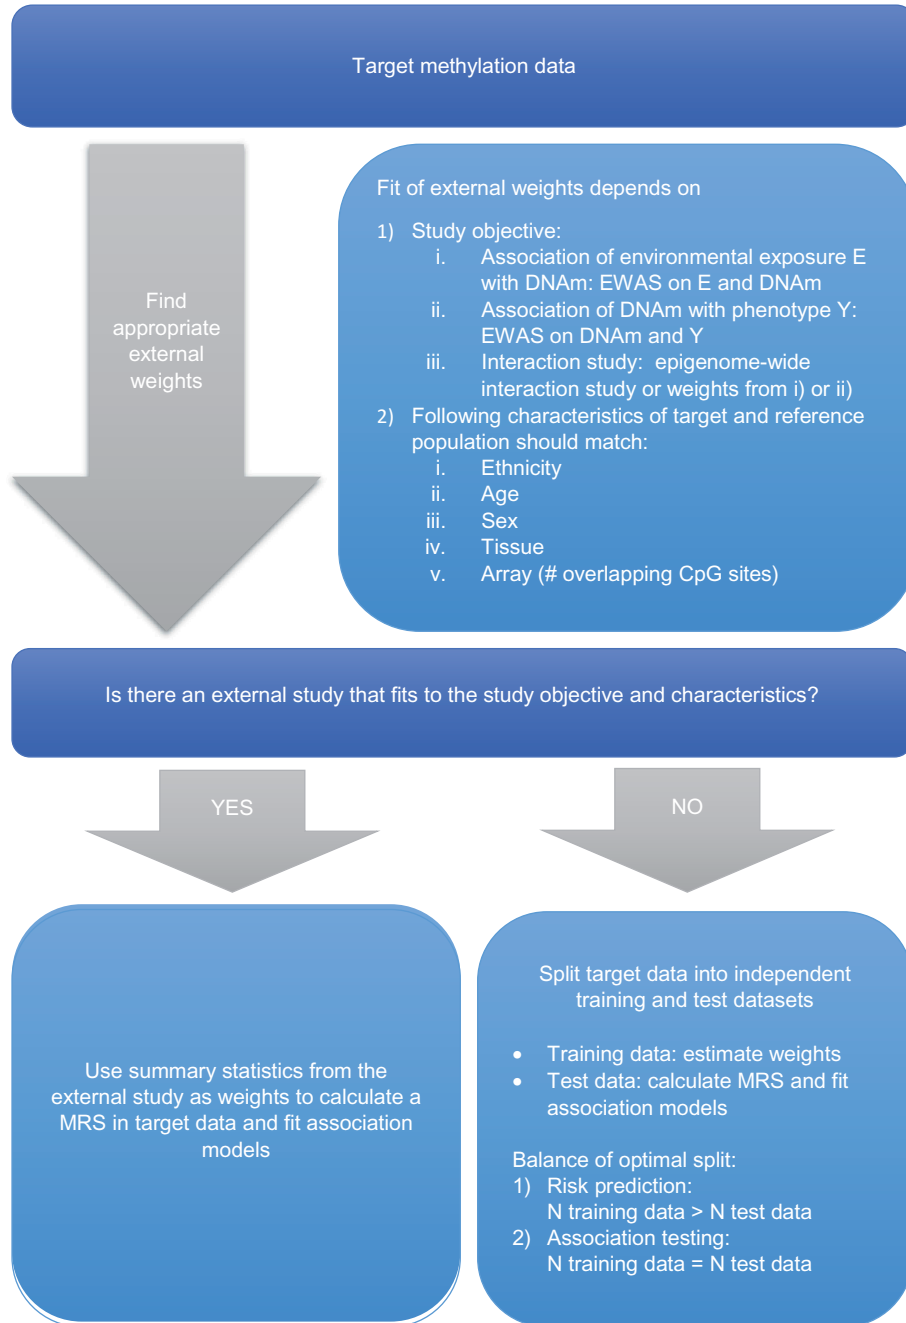 Target methylation data
Find
appropriate
external
weights
Fit of external weights depends on
1) Study objective:
i. Association of environmental exposure E
with DNAm: EWAS on E and DNAm
ii. Association of DNAm with phenotype Y:
EWAS on DNAm and Y
iii. Interaction study: epigenome-wide
interaction study or weights from i) or ii)
2) Following characteristics of target and reference
population should match:
i. Ethnicity
ii. Age
iii. Sex
iv. Tissue
v. Array (# overlapping CpG sites)
Is there an external study that fits to the study objective and characteristics?
YES
NO
Use summary statistics from the
external study as weights to calculate a
MRS in target data and fit association
models
Split target data into independent
training and test datasets
• Training data: estimate weights
• Test data: calculate MRS and fit
association models
Balance of optimal split:
1) Risk prediction:
N training data > N test data
2) Association testing:
N training data = N test data